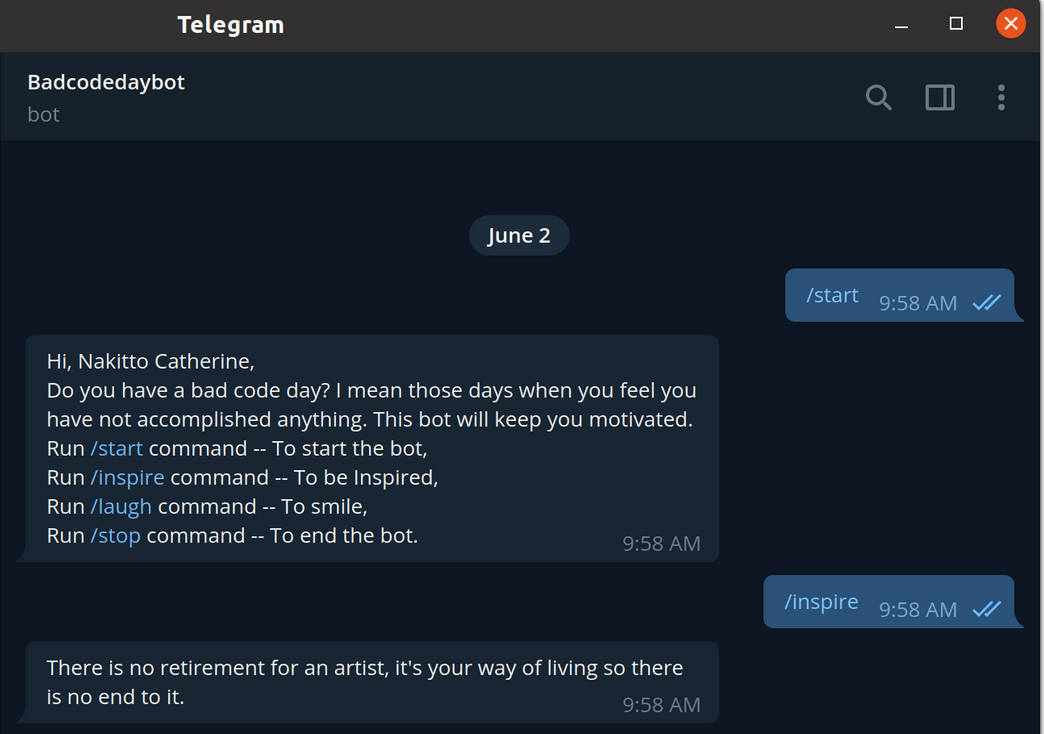 Telegram
Badcodedaybot
bot
June 2
/start 9:58 AM
Hi, Nakitto Catherine,
Do you have a bad code day? I mean those days when you feel you
have not accomplished anything. This bot will keep you motivated.
Run /start command -- To start the bot,
Run /inspire command -- To be Inspired,
Run /laugh command -- To smile,
Run /stop command -- To end the bot.
9:58 AM
/inspire 9:58 AM
There is no retirement for an artist, it's your way of living so there
is no end to it.
9:58 AM